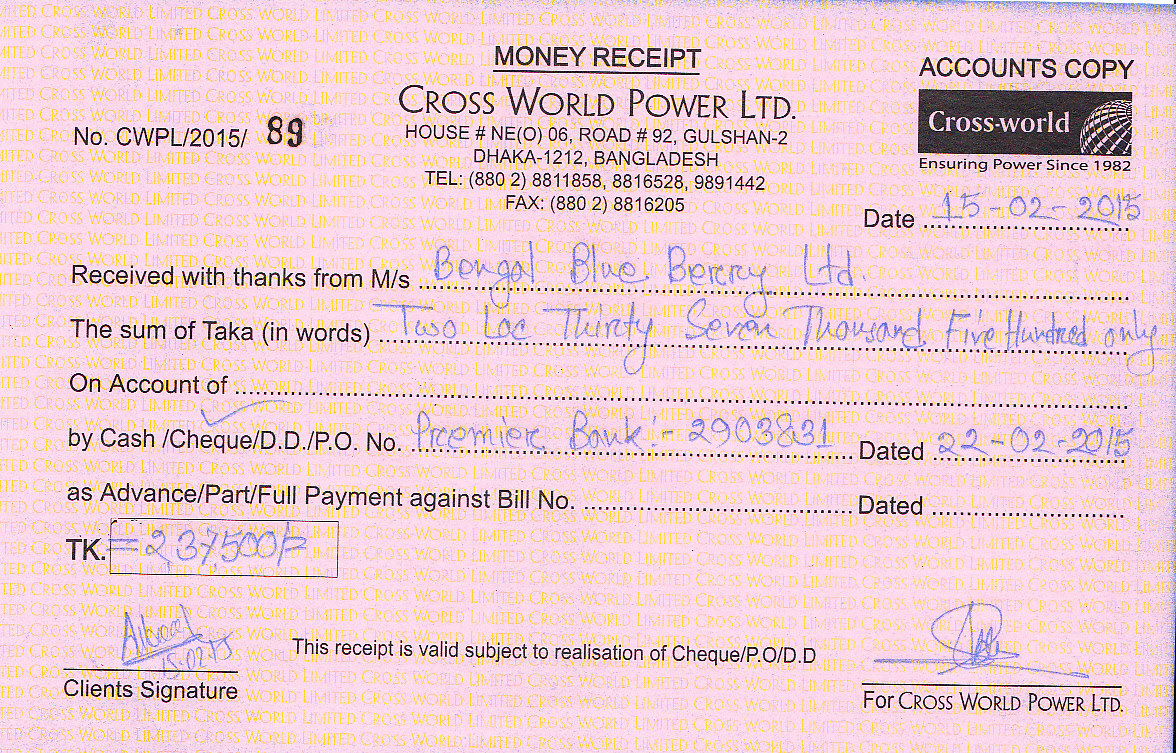 MONEY RECEIPT
ACCOUNTS COPY
CROSS WORLD POWER LTD.
No. CWPL/2015/ 89
HOUSE # NE(O) 06, ROAD # 92, GULSHAN-2
DHAKA-1212, BANGLADESH
TEL: (880 2) 8811858, 8816528, 9891442
FAX: (880 2) 8816205
Cross-world
Ensuring Power Since 1982
Date 15-02-2015
Received with thanks from M/s Bengal Blue Berry Ltd.
The sum of Taka (in words) Two Lac Thirty Seven Thousand Five Hundred only
On Account of
by Cash /Cheque/D.D./P.O. No. Premier Bank:- 2903831 Dated 22-02-2015
as Advance/Part/Full Payment against Bill No. Dated
TK. =237500/=
15.02.15
This receipt is valid subject to realisation of Cheque/P.O/D.D
Clients Signature
For CROSS WORLD POWER LTD.